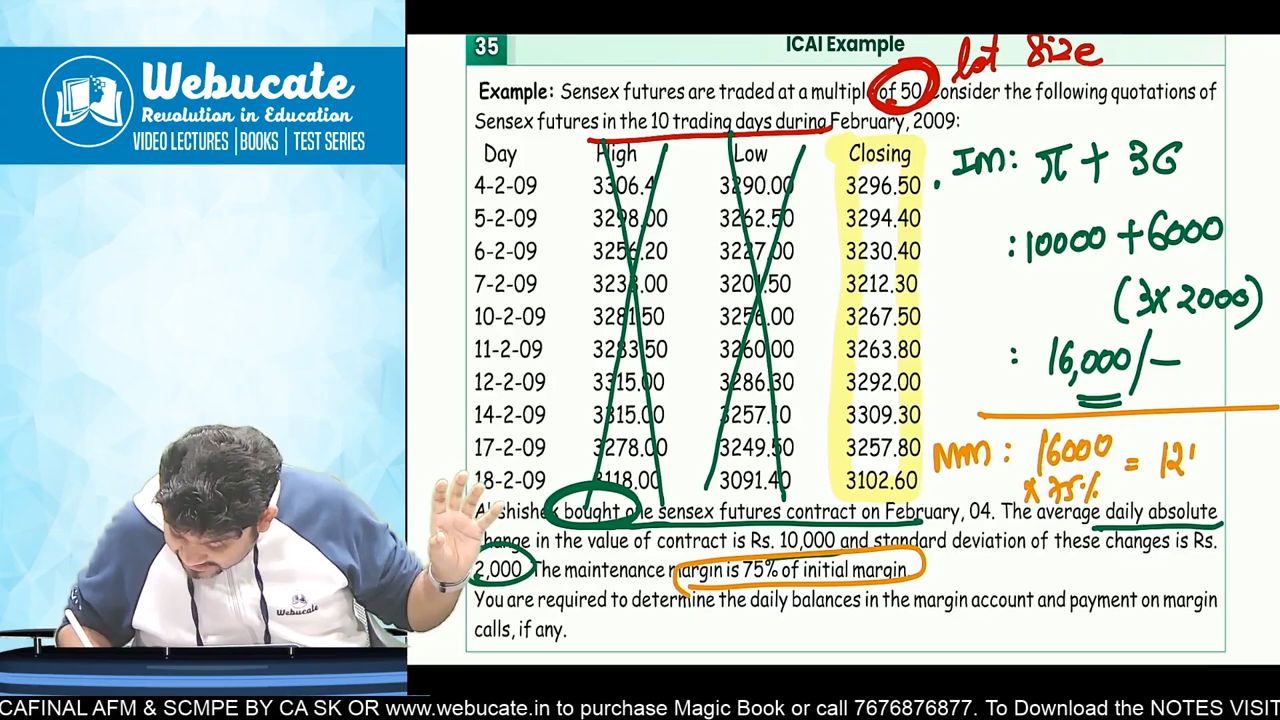 Webucate
Revolution in Education
VIDEO LECTURES | BOOKS | TEST SERIES
35
ICAI Example
lot Size
Example: Sensex futures are traded at a multiple of 50. Consider the following quotations of
Sensex futures in the 10 trading days during February, 2009:
Day High Low Closing
4-2-09 3306.4 3290.00 3296.50
5-2-09 3298.00 3262.50 3294.40
6-2-09 3256.20 3227.00 3230.40
7-2-09 3233.00 3201.50 3212.30
10-2-09 3281.50 3256.00 3267.50
11-2-09 3283.50 3260.00 3263.80
12-2-09 3315.00 3286.30 3292.00
14-2-09 3315.00 3257.10 3309.30
17-2-09 3278.00 3249.50 3257.80
18-2-09 3118.00 3091.40 3102.60
IM: π + 3σ
: 10000 + 6000
(3 x 2000)
: 16,000/-
MM: 16000 = 12
x 75%
Abhishek bought one sensex futures contract on February, 04. The average daily absolute
change in the value of contract is Rs. 10,000 and standard deviation of these changes is Rs.
2,000 The maintenance margin is 75% of initial margin
You are required to determine the daily balances in the margin account and payment on margin
calls, if any.
Webucate
CAFINAL AFM & SCMPE BY CA SK OR www.webucate.in to purchase Magic Book or call 7676876877. To Download the NOTES VISIT